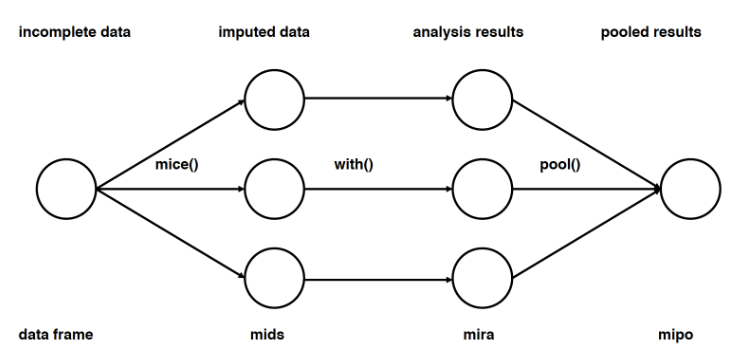 incomplete data imputed data analysis results pooled results
mice() with() pool()
data frame mids mira mipo